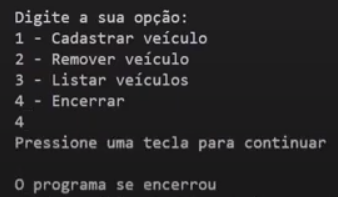 Digite a sua opção:
1 - Cadastrar veículo
2 - Remover veículo
3 - Listar veículos
4 - Encerrar
4
Pressione uma tecla para continuar
O programa se encerrou